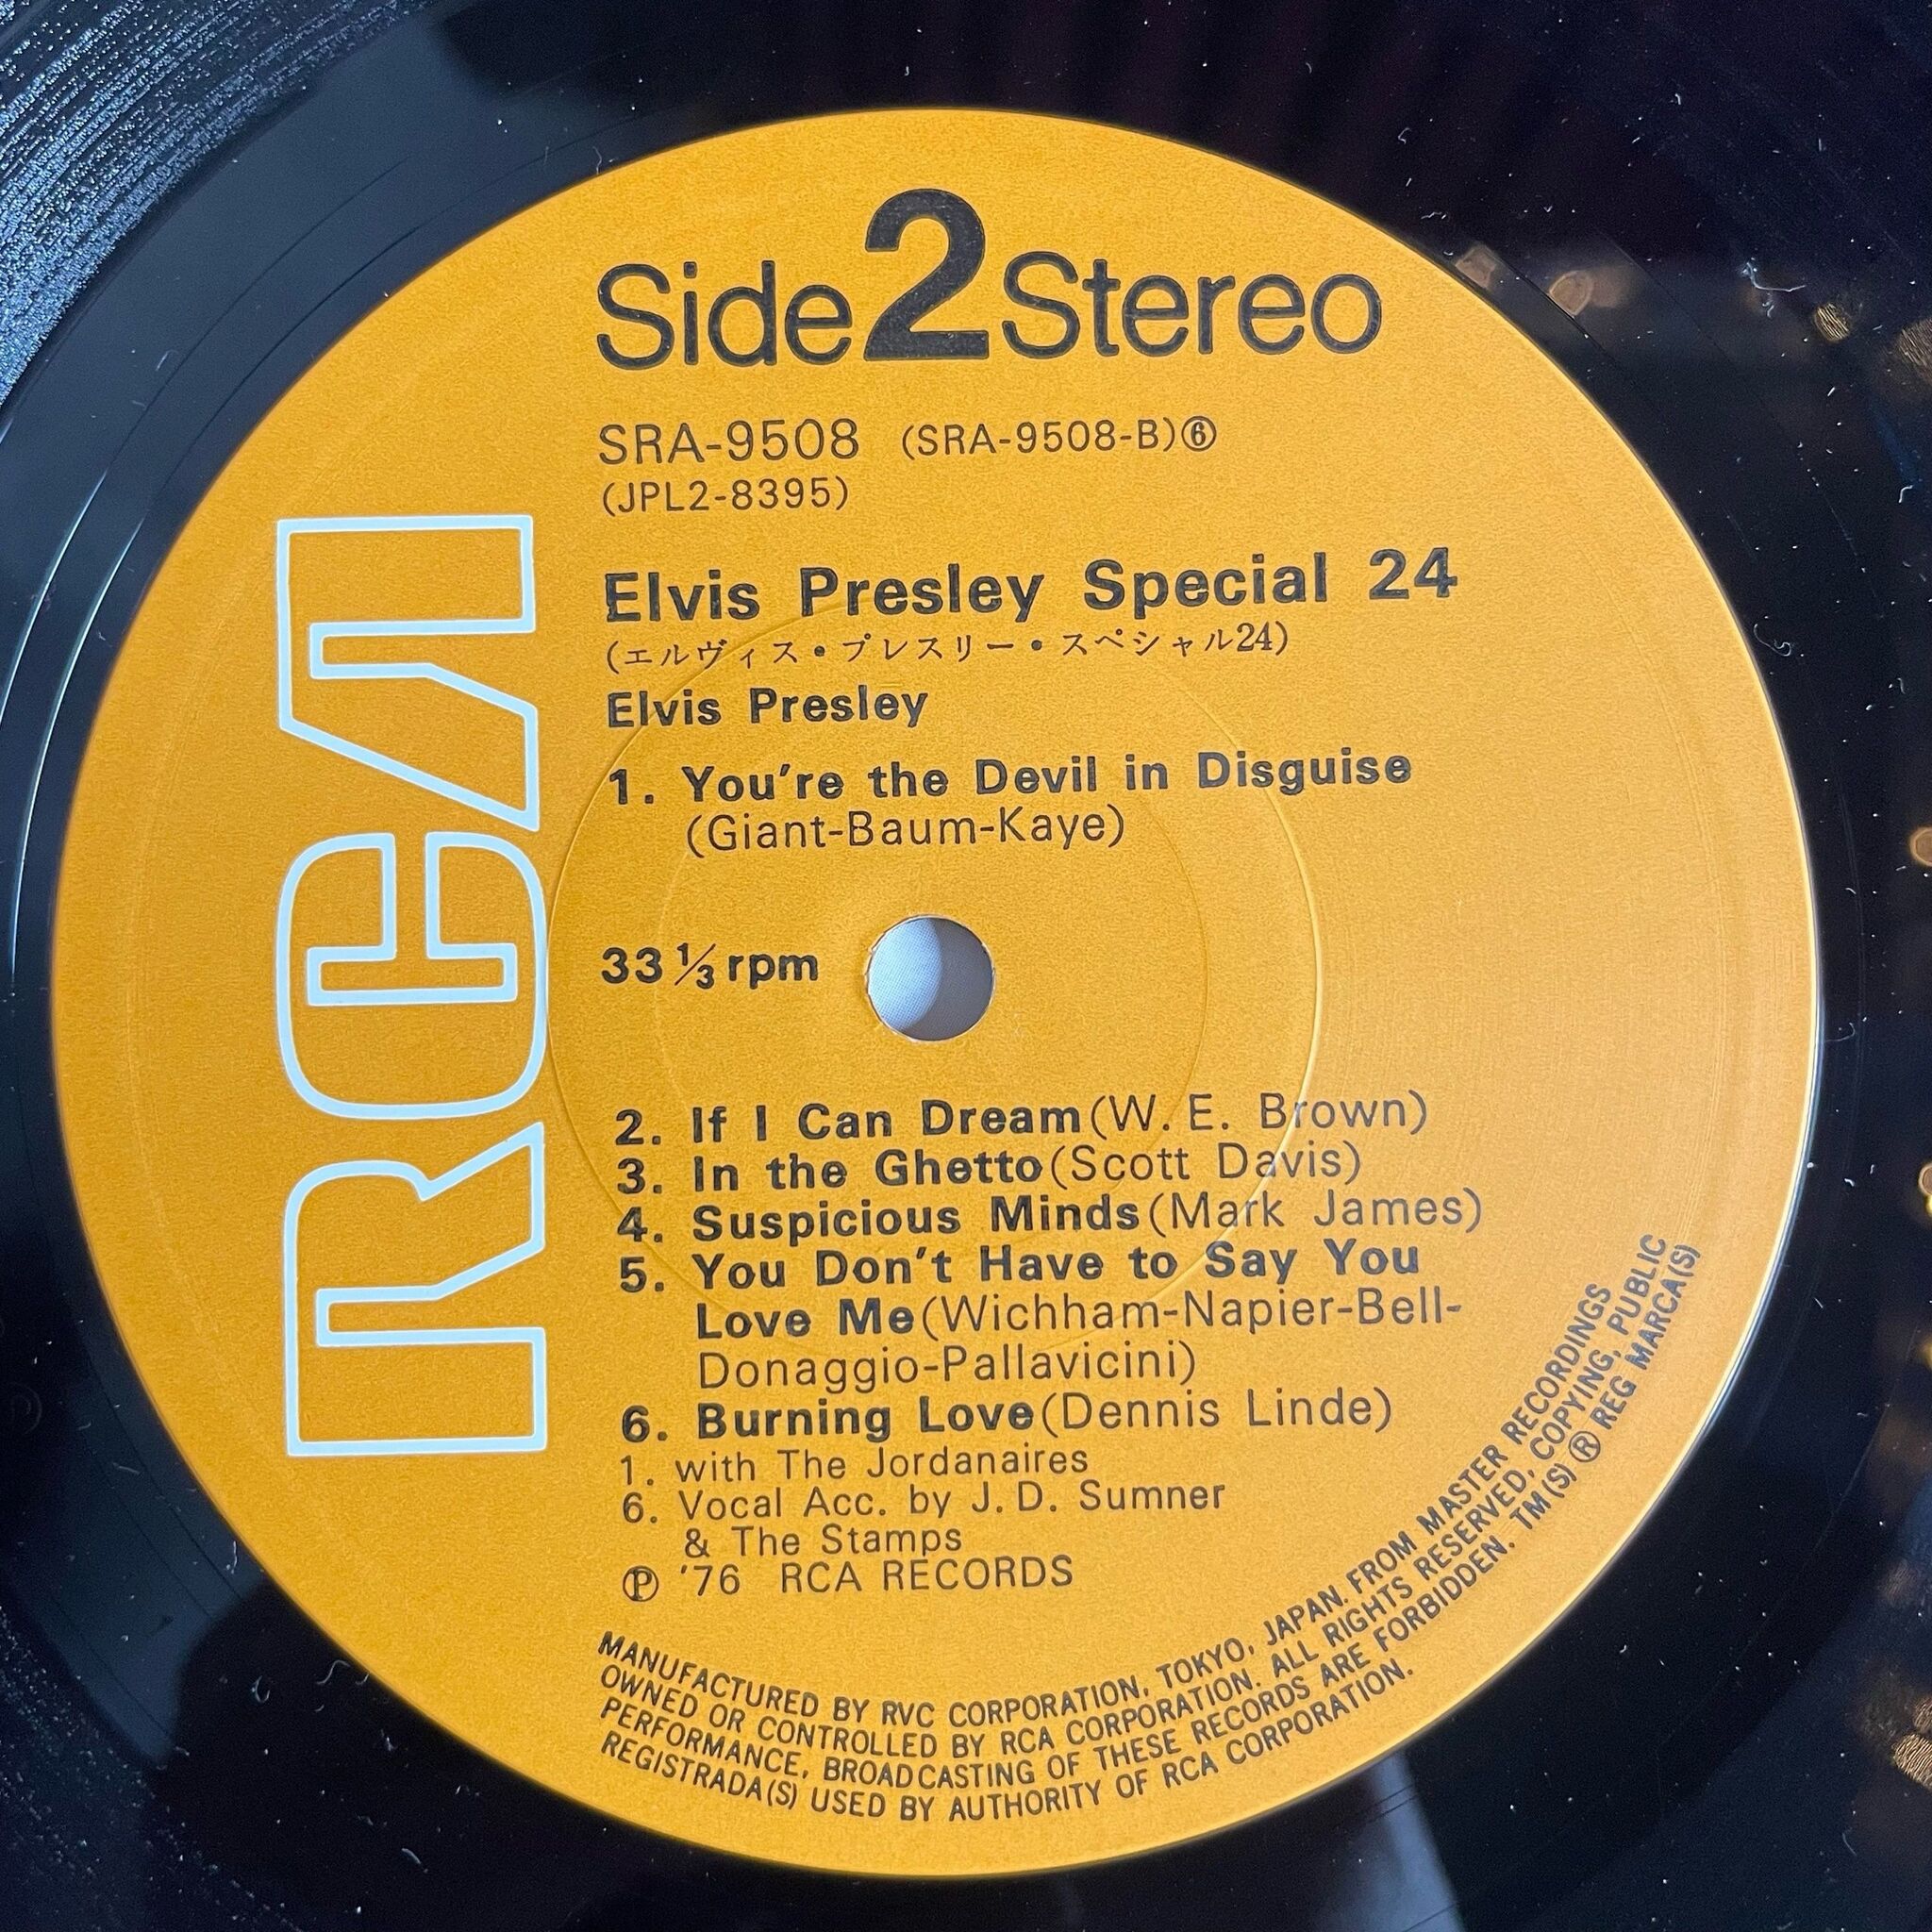 Side 2 Stereo
SRA-9508 (SRA-9508-B)⑥
(JPL2-8395)
Elvis Presley Special 24
(エルヴィス・プレスリー・スペシャル24)
Elvis Presley
1. You're the Devil in Disguise
(Giant-Baum-Kaye)
33⅓ rpm
2. If I Can Dream(W. E. Brown)
3. In the Ghetto(Scott Davis)
4. Suspicious Minds(Mark James)
5. You Don't Have to Say You
Love Me(Wichham-Napier-Bell-
Donaggio-Pallavicini)
6. Burning Love(Dennis Linde)
1. with The Jordanaires
6. Vocal Acc. by J. D. Sumner
& The Stamps
Ⓟ '76 RCA RECORDS
RCA
MANUFACTURED BY RVC CORPORATION, TOKYO, JAPAN. FROM MASTER RECORDINGS
OWNED OR CONTROLLED BY RCA CORPORATION. ALL RIGHTS RESERVED, COPYING, PUBLIC
PERFORMANCE, BROADCASTING OF THESE RECORDS ARE FORBIDDEN. TM(S) ® REG MARCA(S)
REGISTRADA(S) USED BY AUTHORITY OF RCA CORPORATION.